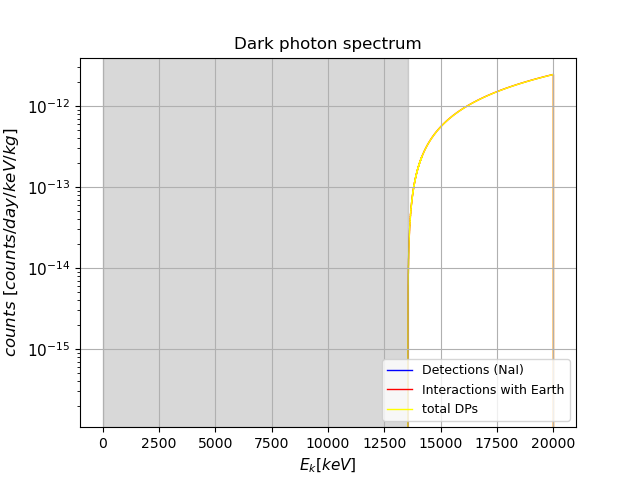 Dark photon spectrum
counts [counts/day/keV/kg]
10⁻¹²
10⁻¹³
10⁻¹⁴
10⁻¹⁵
Detections (NaI)
Interactions with Earth
total DPs
0 2500 5000 7500 10000 12500 15000 17500 20000
Eₖ[keV]